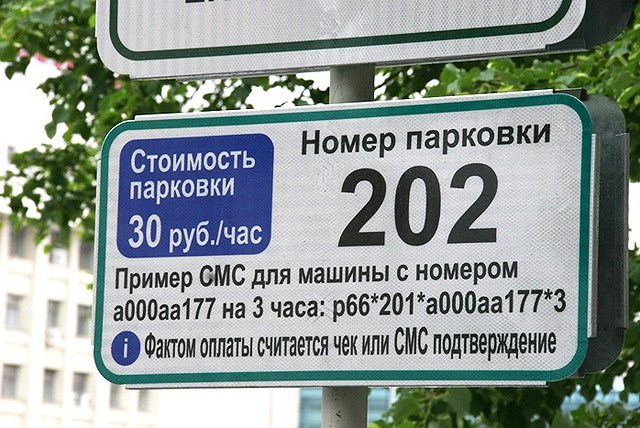 Стоимость
парковки
30 руб./час
Номер парковки
202
Пример СМС для машины с номером
а000аа177 на 3 часа: р66*201*а000аа177*3
i Фактом оплаты считается чек или СМС подтверждение